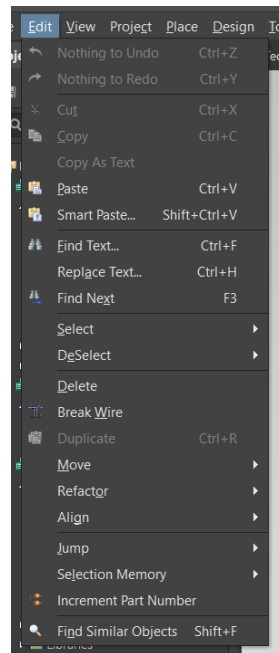 Edit View Project Place Design
Nothing to Undo Ctrl+Z
Nothing to Redo Ctrl+Y
Cut Ctrl+X
Copy Ctrl+C
Copy As Text
Paste Ctrl+V
Smart Paste... Shift+Ctrl+V
Find Text... Ctrl+F
Replace Text... Ctrl+H
Find Next F3
Select
DeSelect
Delete
Break Wire
Duplicate Ctrl+R
Move
Refactor
Align
Jump
Selection Memory
Increment Part Number
Find Similar Objects Shift+F
Libraries